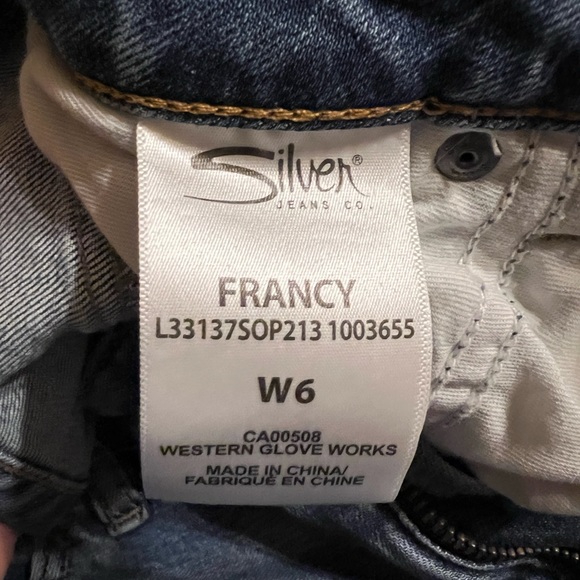 Silver®
JEANS CO.
FRANCY
L33137SOP213 1003655
W6
CA00508
WESTERN GLOVE WORKS
MADE IN CHINA/
FABRIQUÉ EN CHINE